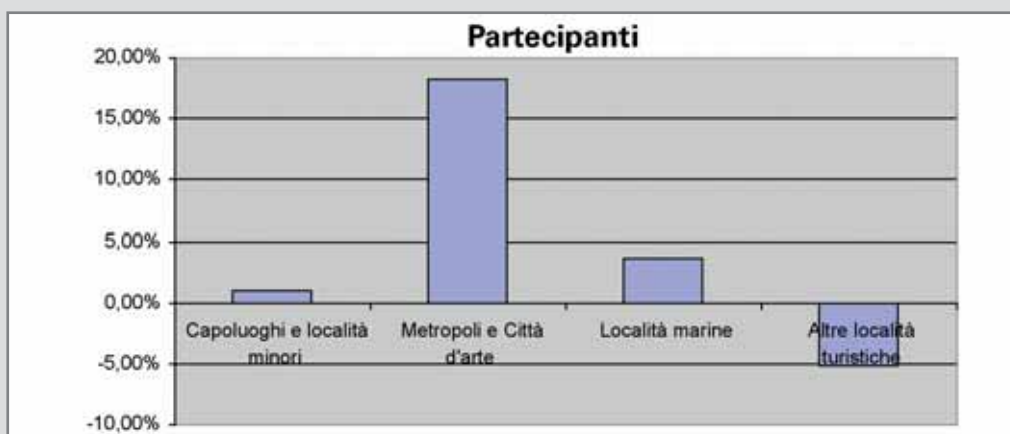 Partecipanti
20,00%
15,00%
10,00%
5,00%
0,00%
Capoluoghi e località
minori
Metropoli e Città
d'arte
Località marine
Altre località
turistiche
-5,00%
-10,00%